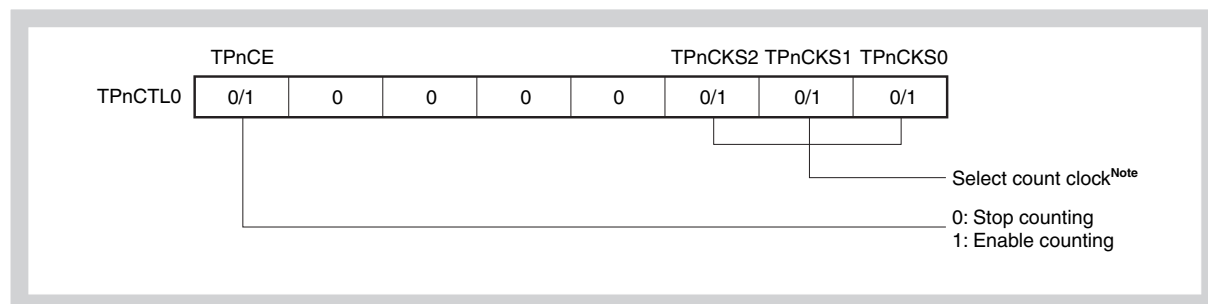 TPnCE TPnCKS2 TPnCKS1 TPnCKS0
TPnCTL0 0/1 0 0 0 0 0/1 0/1 0/1
Select count clockNote
0: Stop counting
1: Enable counting